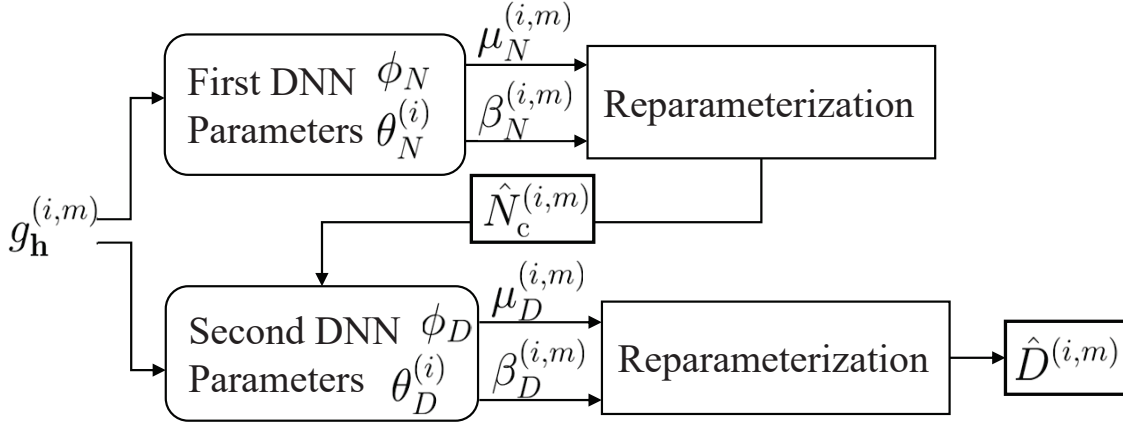 μ_N^{(i,m)}
First DNN ϕ_N
Parameters θ_N^{(i)}
β_N^{(i,m)}
Reparameterization
N̂_c^{(i,m)}
g_𝐡^{(i,m)}
μ_D^{(i,m)}
Second DNN ϕ_D
Parameters θ_D^{(i)}
β_D^{(i,m)}
Reparameterization
D̂^{(i,m)}